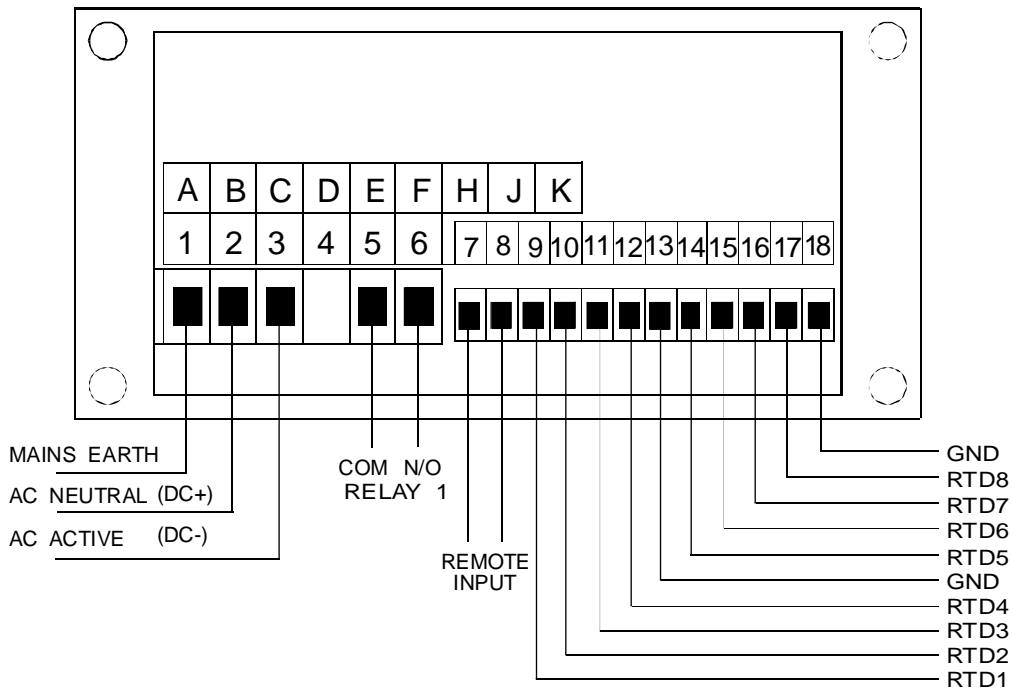 A B C D E F H J K
1 2 3 4 5 6 7 8 9 10 11 12 13 14 15 16 17 18
MAINS EARTH
AC NEUTRAL (DC+)
AC ACTIVE (DC-)
COM N/O
RELAY 1
REMOTE
INPUT
GND
RTD8
RTD7
RTD6
RTD5
GND
RTD4
RTD3
RTD2
RTD1